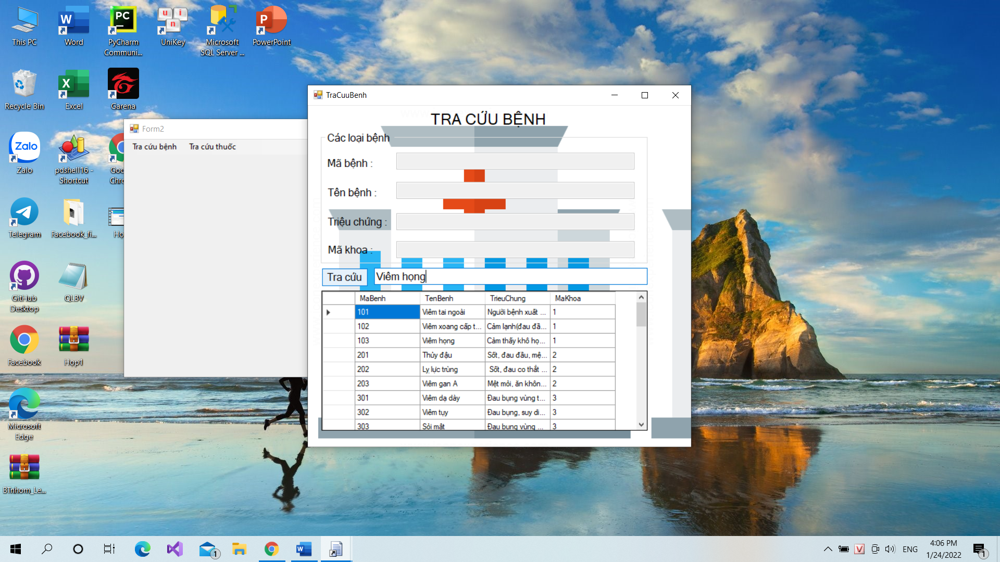 This PC
Word
PyCharm
Communi...
UniKey
Microsoft
SQL Server ...
PowerPoint
Recycle Bin
Excel
Garena
Zalo
Zalo
pdshell16 -
Shortcut
Goo
Chro
Telegram
Facebook_fi...
Họ
GitHub
Desktop
QLBV
Facebook
Họp1
Microsoft
Edge
BTnhom_Le...
Form2
Tra cứu bệnh Tra cứu thuốc
TraCuuBenh
TRA CỨU BỆNH
Các loại bệnh
Mã bệnh :
Tên bệnh :
Triệu chứng :
Mã khoa :
Tra cứu Viêm họng
MaBenh TenBenh TrieuChung MaKhoa
101 Viêm tai ngoài Người bệnh xuất ... 1
102 Viêm xoang cấp t... Cảm lạnh(đau đầ... 1
103 Viêm họng Cảm thấy khô họ... 1
201 Thủy đậu Sốt, đau đầu, mệ... 2
202 Lỵ lực trùng Sốt, đau co thắt ... 2
203 Viêm gan A Mệt mỏi, ăn khôn... 2
301 Viêm dạ dày Đau bụng vùng t... 3
302 Viêm tụy Đau bụng, suy di... 3
303 Sỏi mật Đau bụng vùng ... 3
ENG
4:06 PM
1/24/2022
1
1